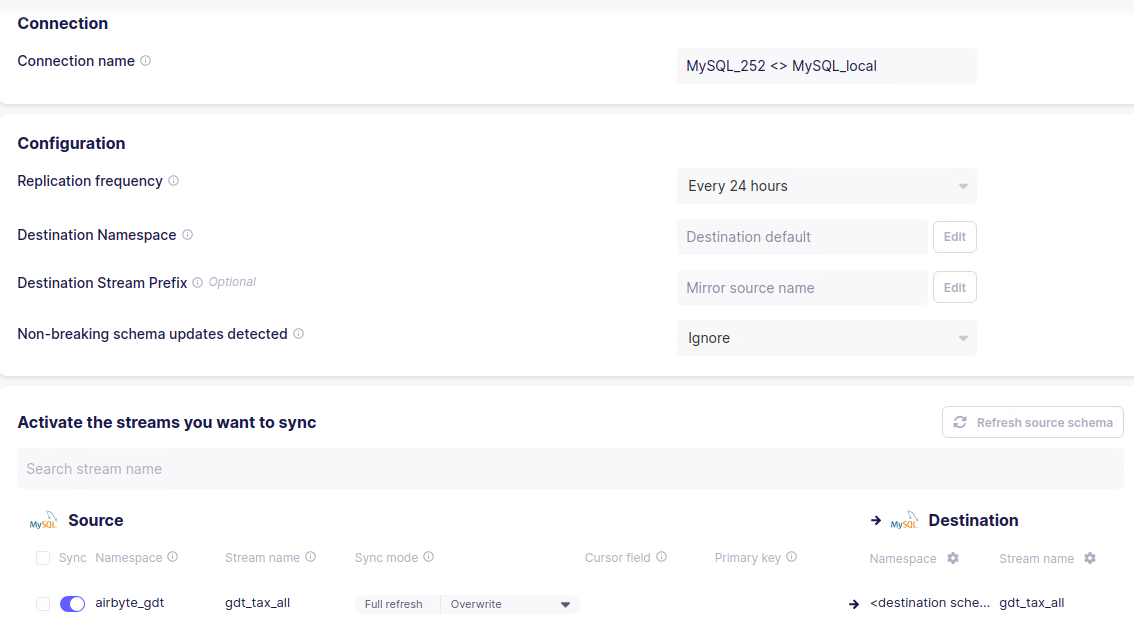 Connection
Connection name
MySQL_252 <> MySQL_local
Configuration
Replication frequency
Every 24 hours
Destination Namespace
Destination default
Edit
Destination Stream Prefix Optional
Mirror source name
Edit
Non-breaking schema updates detected
Ignore
Activate the streams you want to sync
Refresh source schema
Search stream name
MySQL Source
MySQL Destination
Sync Namespace Stream name Sync mode Cursor field Primary key Namespace Stream name
airbyte_gdt gdt_tax_all Full refresh Overwrite <destination sche... gdt_tax_all